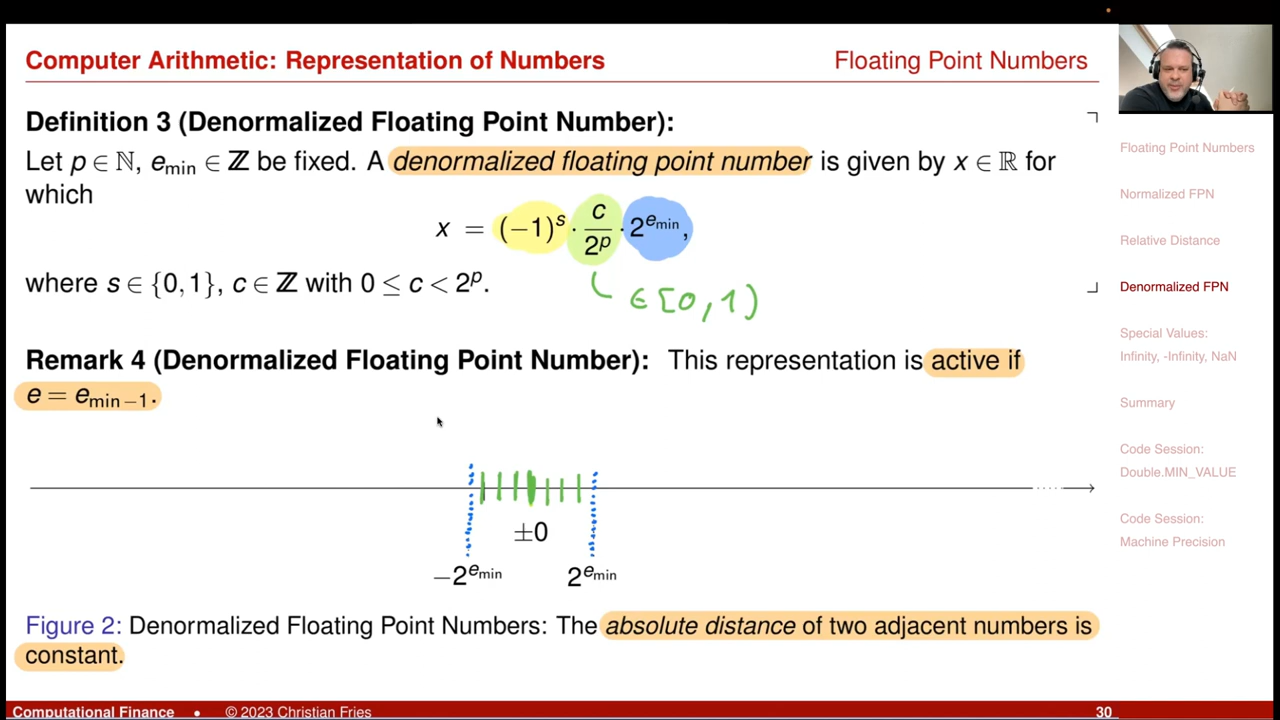 Computer Arithmetic: Representation of Numbers
Floating Point Numbers
Definition 3 (Denormalized Floating Point Number):
Let p ∈ ℕ, e_min ∈ ℤ be fixed. A denormalized floating point number is given by x ∈ ℝ for
which
x = (−1)^s · c/2^p · 2^{e_min},
where s ∈ {0,1}, c ∈ ℤ with 0 ≤ c < 2^p.
∈ [0,1)
Remark 4 (Denormalized Floating Point Number): This representation is active if
e = e_{min−1}.
±0
−2^{e_min} 2^{e_min}
Figure 2: Denormalized Floating Point Numbers: The absolute distance of two adjacent numbers is
constant.
Floating Point Numbers
Normalized FPN
Relative Distance
Denormalized FPN
Special Values:
Infinity, -Infinity, NaN
Summary
Code Session:
Double.MIN_VALUE
Code Session:
Machine Precision
Computational Finance • © 2023 Christian Fries
30